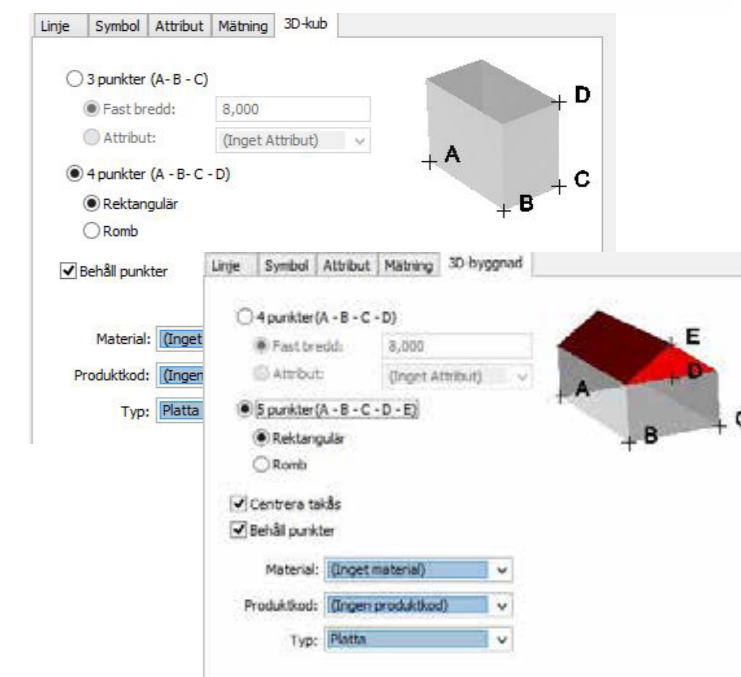 Linje Symbol Attribut Mätning 3D-kub
3 punkter (A- B - C)
Fast bredd: 8,000
Attribut: (Inget Attribut)
4 punkter (A - B- C - D)
Rektangulär
Romb
Behåll punkter
Material: (Inget
Produktkod: (Ingen
Typ: Platta
D
A
C
B
Linje Symbol Attribut Mätning 3D-byggnad
4 punkter(A - B - C - D)
Fast bredd: 8,000
Attribut: (Inget Attribut)
5 punkter(A - B - C - D - E)
Rektangulär
Romb
Centrera takås
Behåll punkter
Material: (Inget material)
Produktkod: (Ingen produktkod)
Typ: Platta
E
D
A
B